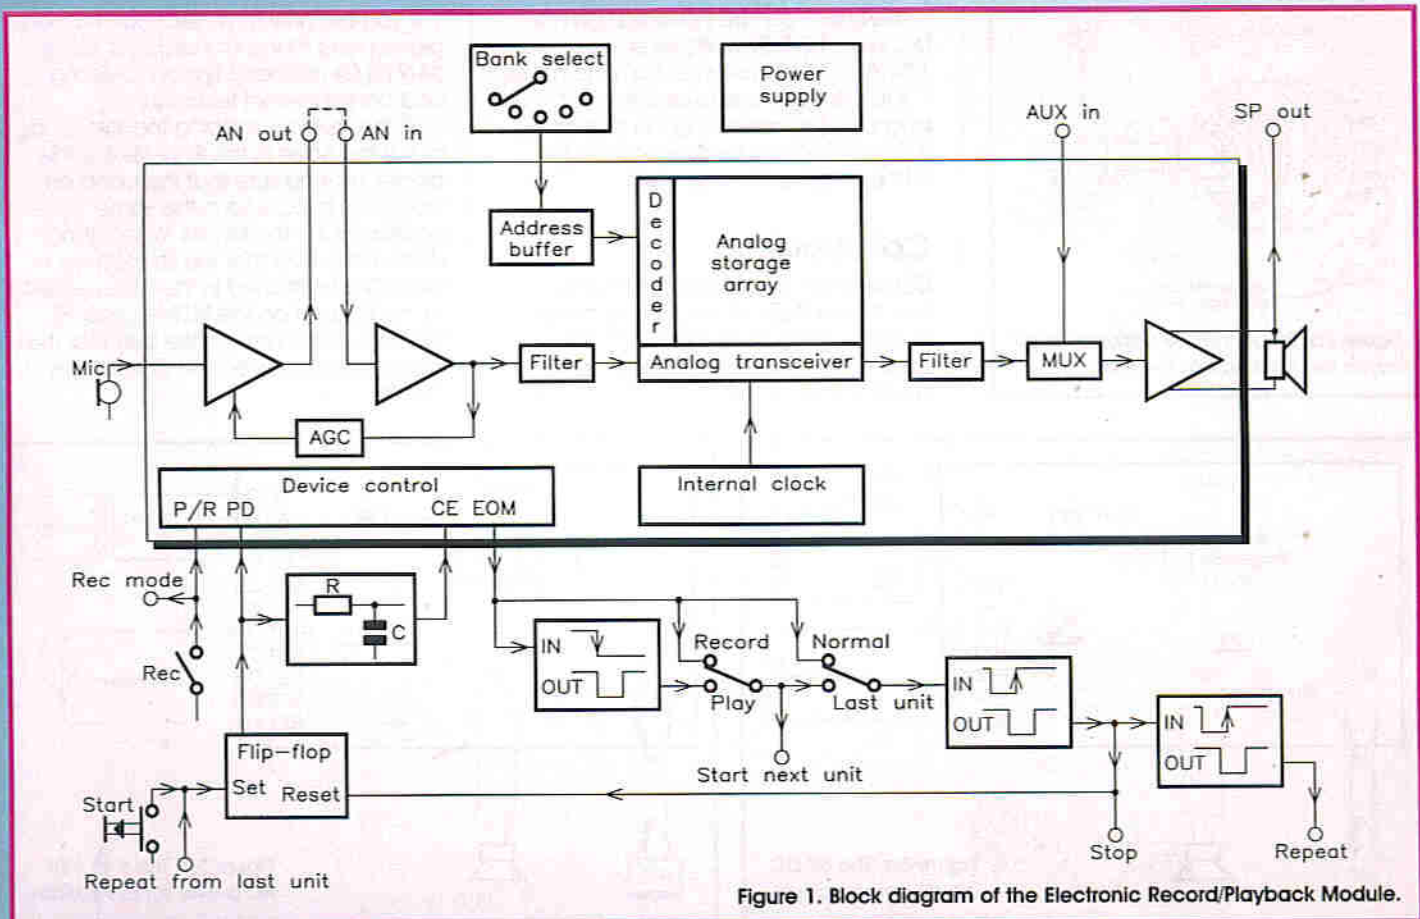 Bank select
Power
supply
AN out
AN in
AUX in
SP out
Address
buffer
Decoder
Analog
storage
array
Mic
Filter
Analog transceiver
Filter
MUX
AGC
Device control
P/R PD
CE EOM
Internal clock
Rec mode
R
C
Rec
IN
OUT
Record
Play
Normal
Last unit
IN
OUT
IN
OUT
Start next unit
Flip-flop
Set
Reset
Start
Repeat from last unit
Stop
Repeat
Figure 1. Block diagram of the Electronic Record/Playback Module.